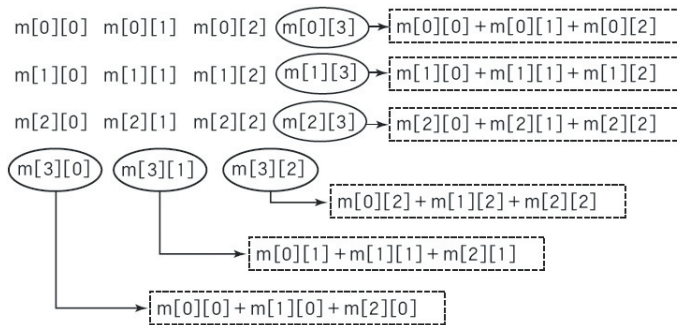 m[0][0] m[0][1] m[0][2] m[0][3] m[0][0]+m[0][1]+m[0][2]
m[1][0] m[1][1] m[1][2] m[1][3] m[1][0]+m[1][1]+m[1][2]
m[2][0] m[2][1] m[2][2] m[2][3] m[2][0]+m[2][1]+m[2][2]
m[3][0] m[3][1] m[3][2]
m[0][2]+m[1][2]+m[2][2]
m[0][1]+m[1][1]+m[2][1]
m[0][0]+m[1][0]+m[2][0]